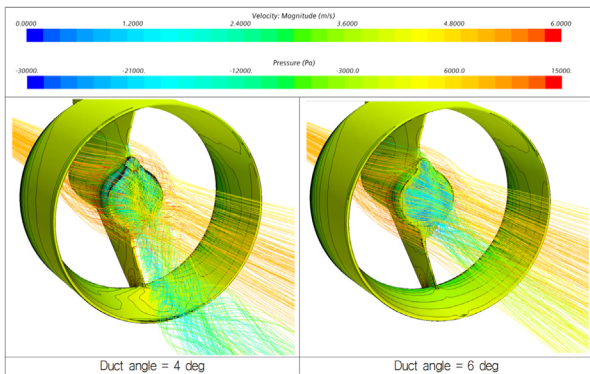 Velocity: Magnitude (m/s)
0.0000 1.2000 2.4000 3.6000 4.8000 6.0000
Pressure (Pa)
-30000. -21000. -12000. -3000.0 6000.0 15000.
Duct angle = 4 deg
Duct angle = 6 deg